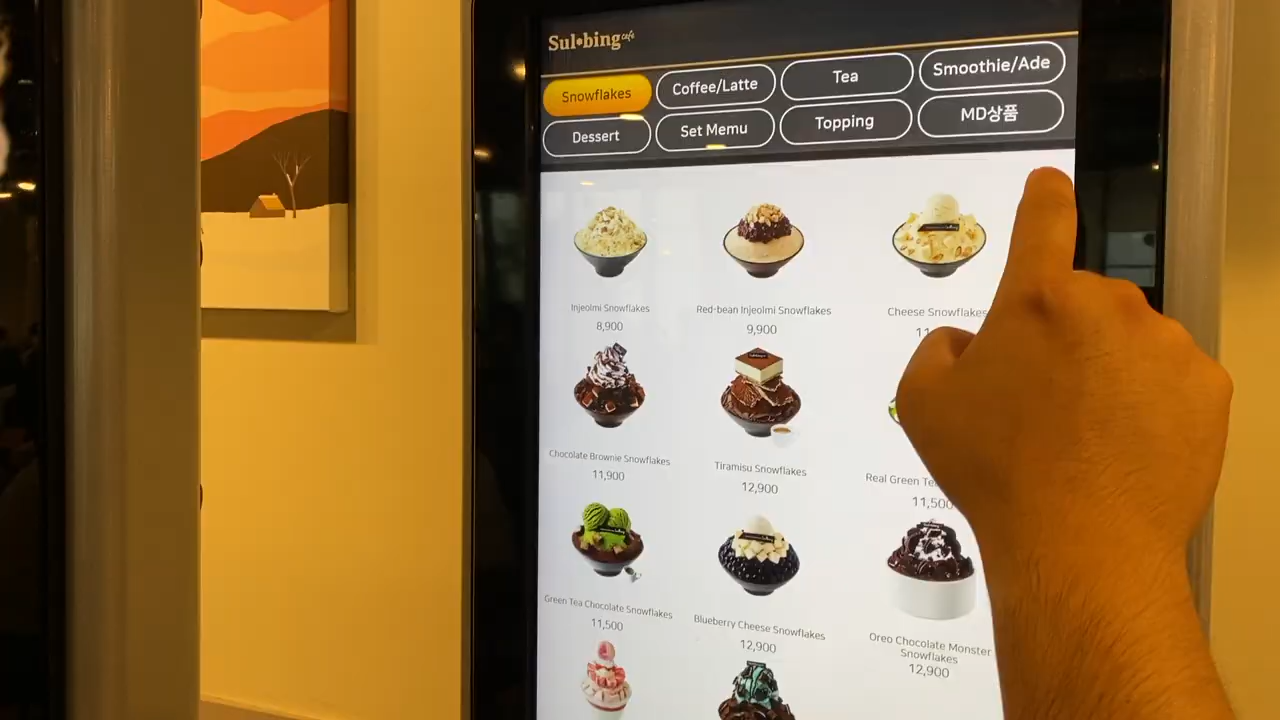 Sul•bing cafe
Snowflakes
Coffee/Latte
Tea
Smoothie/Ade
Dessert
Set Menu
Topping
MD상품
Injeolmi Snowflakes
8,900
Red-bean Injeolmi Snowflakes
9,900
Cheese Snowflakes
Chocolate Brownie Snowflakes
11,900
Tiramisu Snowflakes
12,900
Real Green
11,500
Green Tea Chocolate Snowflakes
11,500
Blueberry Cheese Snowflakes
12,900
Oreo Chocolate Monster
Snowflakes
12,900